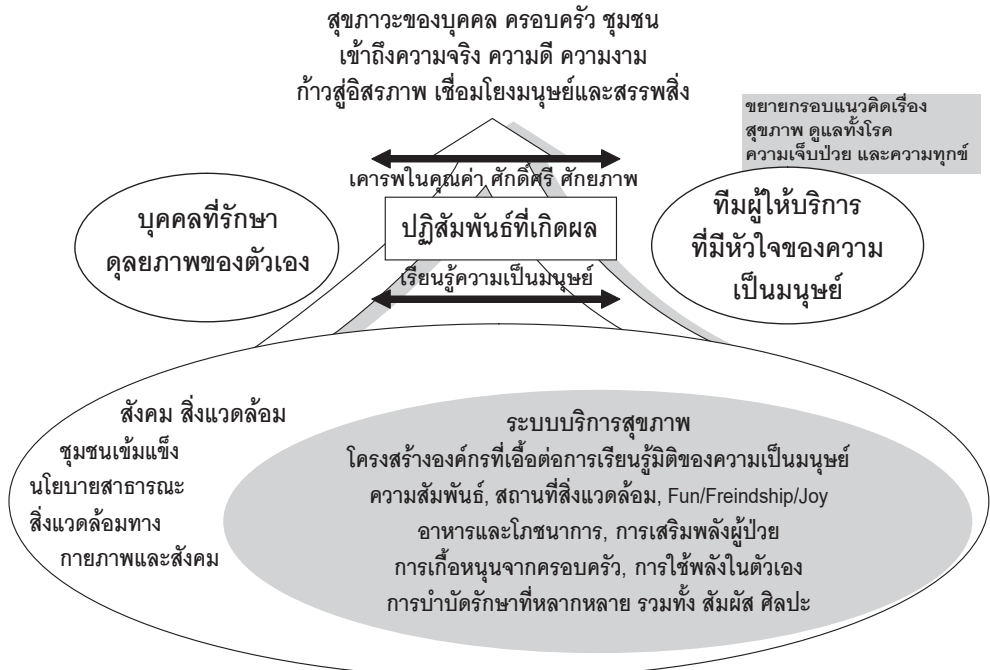 สุขภาวะของบุคคล ครอบครัว ชุมชน
เข้าถึงความจริง ความดี ความงาม
ก้าวสู่อิสรภาพ เชื่อมโยงมนุษย์และสรรพสิ่ง
ขยายกรอบแนวคิดเรื่อง
สุขภาพ ดูแลทั้งโรค
ความเจ็บป่วย และความทุกข์
เคารพในคุณค่า ศักดิ์ศรี ศักยภาพ
บุคคลที่รักษา
ดุลยภาพของตัวเอง
ปฏิสัมพันธ์ที่เกิดผล
ทีมผู้ให้บริการ
ที่มีหัวใจของความ
เป็นมนุษย์
เรียนรู้ความเป็นมนุษย์
สังคม สิ่งแวดล้อม
ชุมชนเข้มแข็ง
นโยบายสาธารณะ
สิ่งแวดล้อมทาง
กายภาพและสังคม
ระบบบริการสุขภาพ
โครงสร้างองค์กรที่เอื้อต่อการเรียนรู้มิติของความเป็นมนุษย์
ความสัมพันธ์, สถานที่สิ่งแวดล้อม, Fun/Freindship/Joy
อาหารและโภชนาการ, การเสริมพลังผู้ป่วย
การเกื้อหนุนจากครอบครัว, การใช้พลังในตัวเอง
การบำบัดรักษาที่หลากหลาย รวมทั้ง สัมผัส ศิลปะ